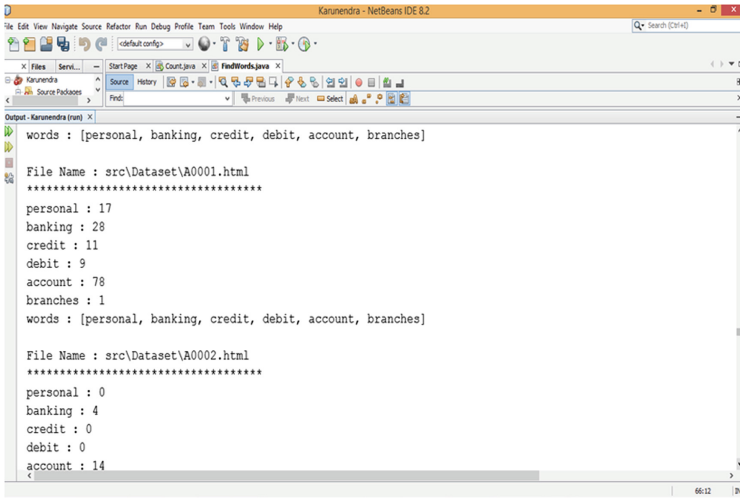 Karunendra - NetBeans IDE 8.2
File Edit View Navigate Source Refactor Run Debug Profile Team Tools Window Help
Search (Ctrl+I)
<default config>
Files Servi... Start Page Count.java FindWords.java
Karunendra
Source History
Source Packages
Find: Previous Next Select
Output - Karunendra (run)
words : [personal, banking, credit, debit, account, branches]
File Name : src\Dataset\A0001.html
************************************
personal : 17
banking : 28
credit : 11
debit : 9
account : 78
branches : 1
words : [personal, banking, credit, debit, account, branches]
File Name : src\Dataset\A0002.html
************************************
personal : 0
banking : 4
credit : 0
debit : 0
account : 14
66:12